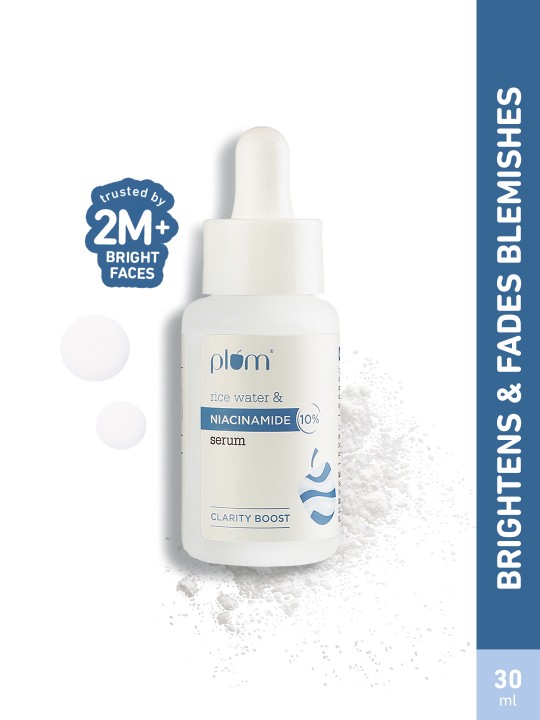 trusted by
2M+
BRIGHT
FACES
plum®
rice water &
NIACINAMIDE 10%
serum
CLARITY BOOST
BRIGHTENS & FADES BLEMISHES
30
ml